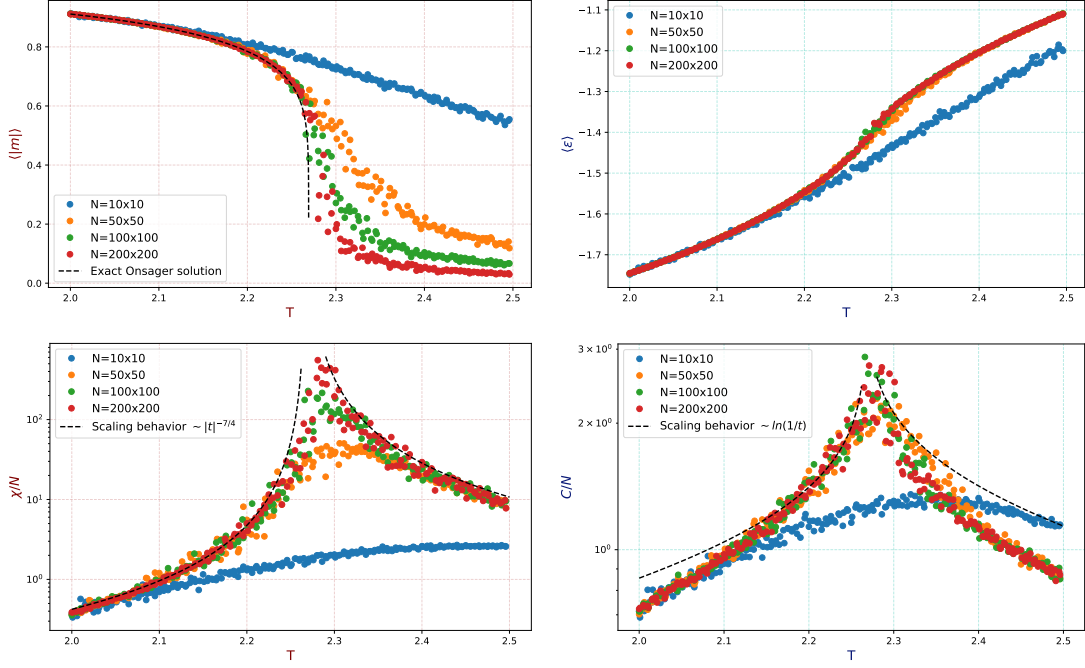 0.8
0.6
0.4
0.2
0.0
⟨|m|⟩
N=10x10
N=50x50
N=100x100
N=200x200
Exact Onsager solution
2.0 2.1 2.2 2.3 2.4 2.5
T
−1.1
−1.2
−1.3
−1.4
−1.5
−1.6
−1.7
⟨ε⟩
N=10x10
N=50x50
N=100x100
N=200x200
2.0 2.1 2.2 2.3 2.4 2.5
T
10²
10¹
10⁰
χ/N
N=10x10
N=50x50
N=100x100
N=200x200
Scaling behavior ~|t|⁻⁷/⁴
2.0 2.1 2.2 2.3 2.4 2.5
T
3 × 10⁰
2 × 10⁰
10⁰
C/N
N=10x10
N=50x50
N=100x100
N=200x200
Scaling behavior ~ln(1/t)
2.0 2.1 2.2 2.3 2.4 2.5
T